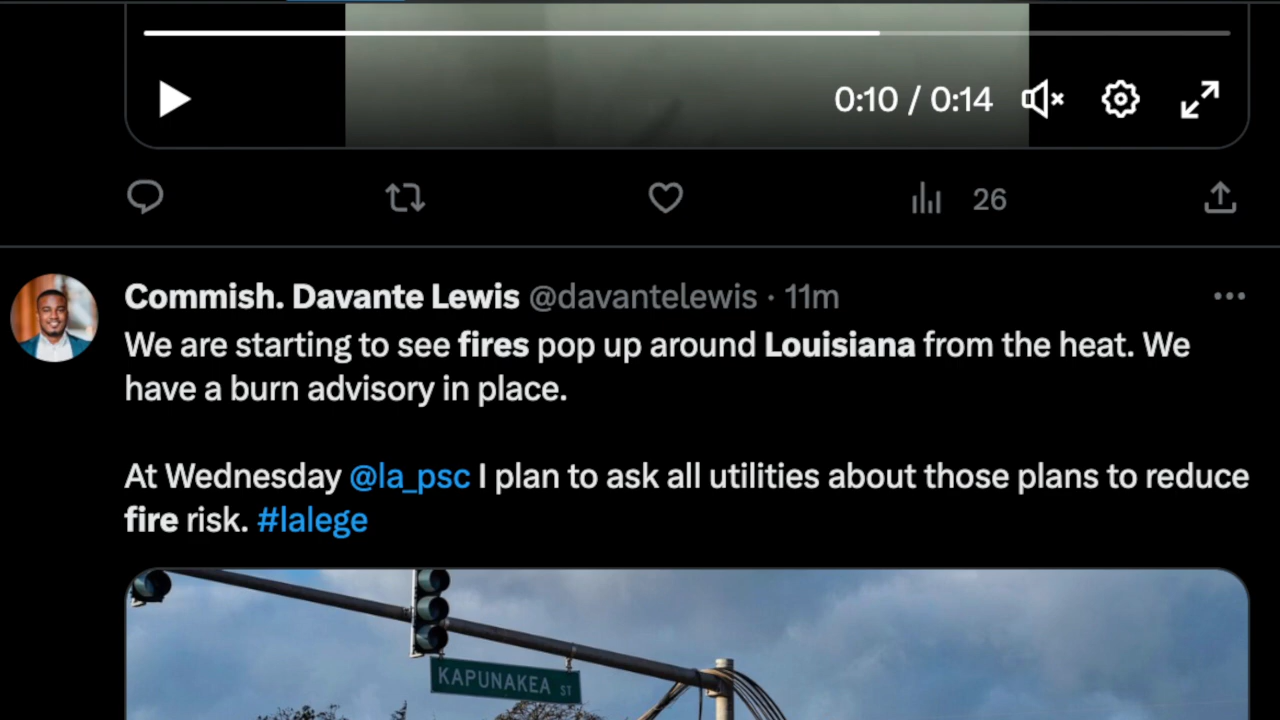 0:10 / 0:14
26
Commish. Davante Lewis @davantelewis · 11m
We are starting to see fires pop up around Louisiana from the heat. We
have a burn advisory in place.
At Wednesday @la_psc I plan to ask all utilities about those plans to reduce
fire risk. #lalege
KAPUNAKEA ST